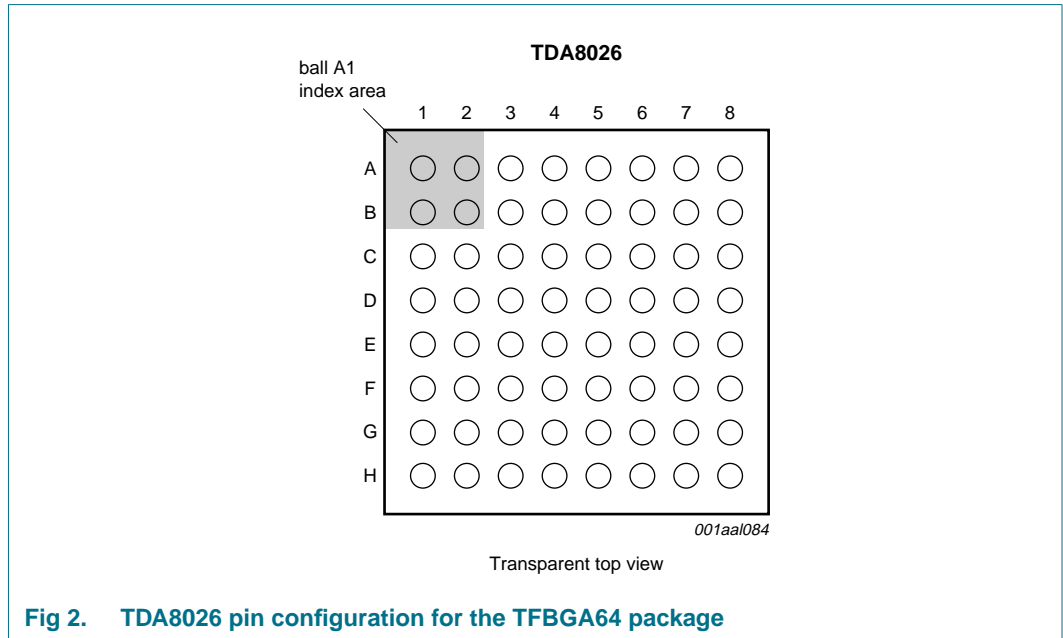 TDA8026
ball A1
index area
1 2 3 4 5 6 7 8
A
B
C
D
E
F
G
H
001aal084
Transparent top view
Fig 2. TDA8026 pin configuration for the TFBGA64 package